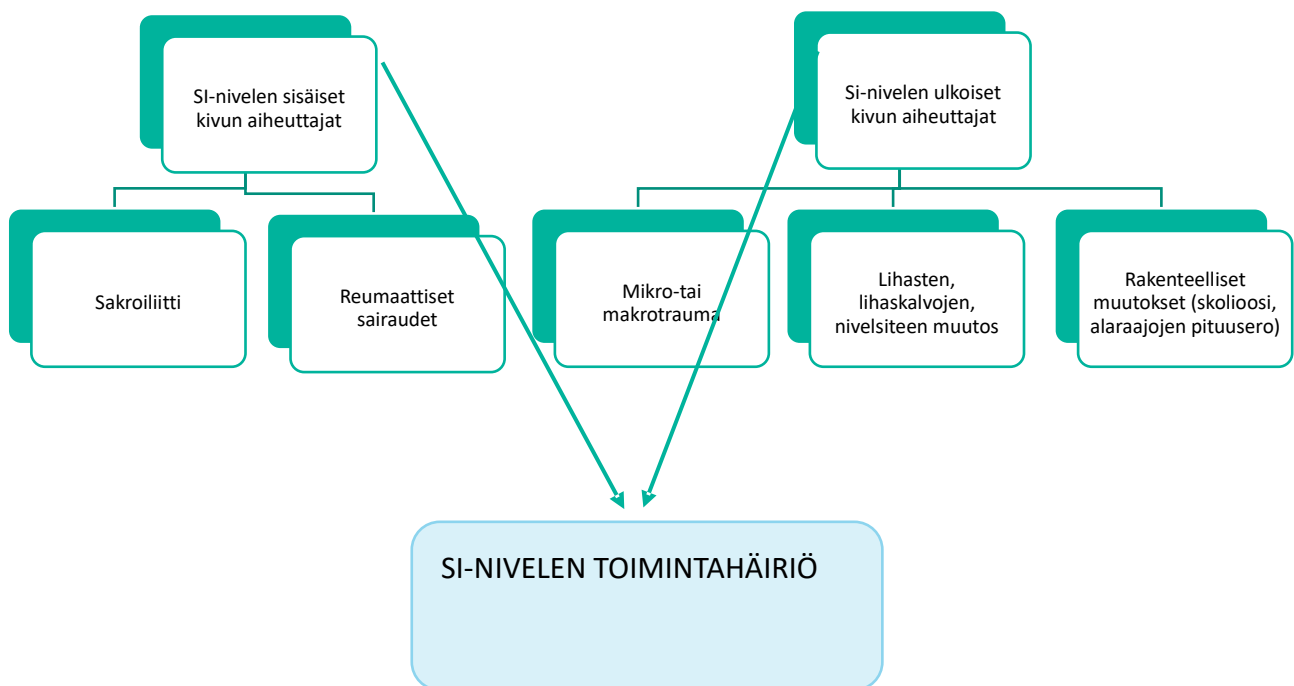 SI-nivelen sisäiset
kivun aiheuttajat
Si-nivelen ulkoiset
kivun aiheuttajat
Sakroiliitti
Reumaattiset
sairaudet
Mikro-tai
makrotrauma
Lihasten,
lihaskalvojen,
nivelsiteen muutos
Rakenteelliset
muutokset (skolioosi,
alaraajojen pituusero)
SI-NIVELEN TOIMINTAHÄIRIÖ